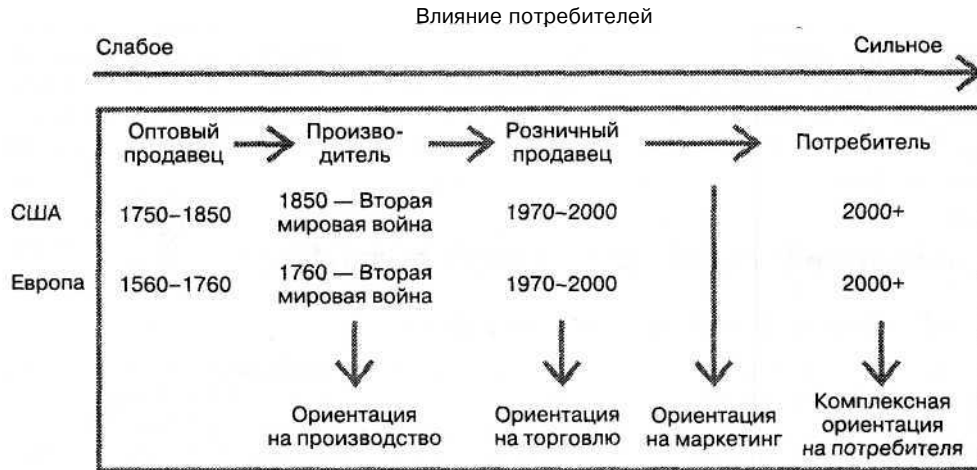 Влияние потребителей
Слабое Сильное
Оптовый Произво- Розничный Потребитель
продавец дитель продавец
США 1750–1850 1850 — Вторая 1970–2000 2000+
мировая война
Европа 1560–1760 1760 — Вторая 1970–2000 2000+
мировая война
Ориентация Ориентация Ориентация Комплексная
на производство на торговлю на маркетинг ориентация
на потребителя